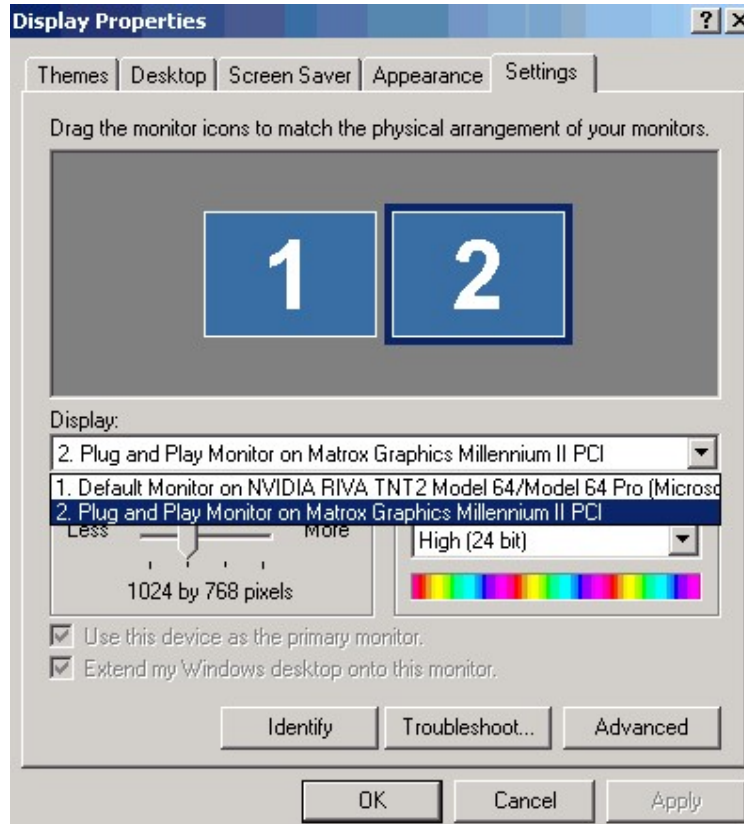 Display Properties
Themes Desktop Screen Saver Appearance Settings
Drag the monitor icons to match the physical arrangement of your monitors.
1 2
Display:
2. Plug and Play Monitor on Matrox Graphics Millennium II PCI
1. Default Monitor on NVIDIA RIVA TNT2 Model 64/Model 64 Pro (Microso
2. Plug and Play Monitor on Matrox Graphics Millennium II PCI
Less More High (24 bit)
1024 by 768 pixels
Use this device as the primary monitor.
Extend my Windows desktop onto this monitor.
Identify Troubleshoot... Advanced
OK Cancel Apply